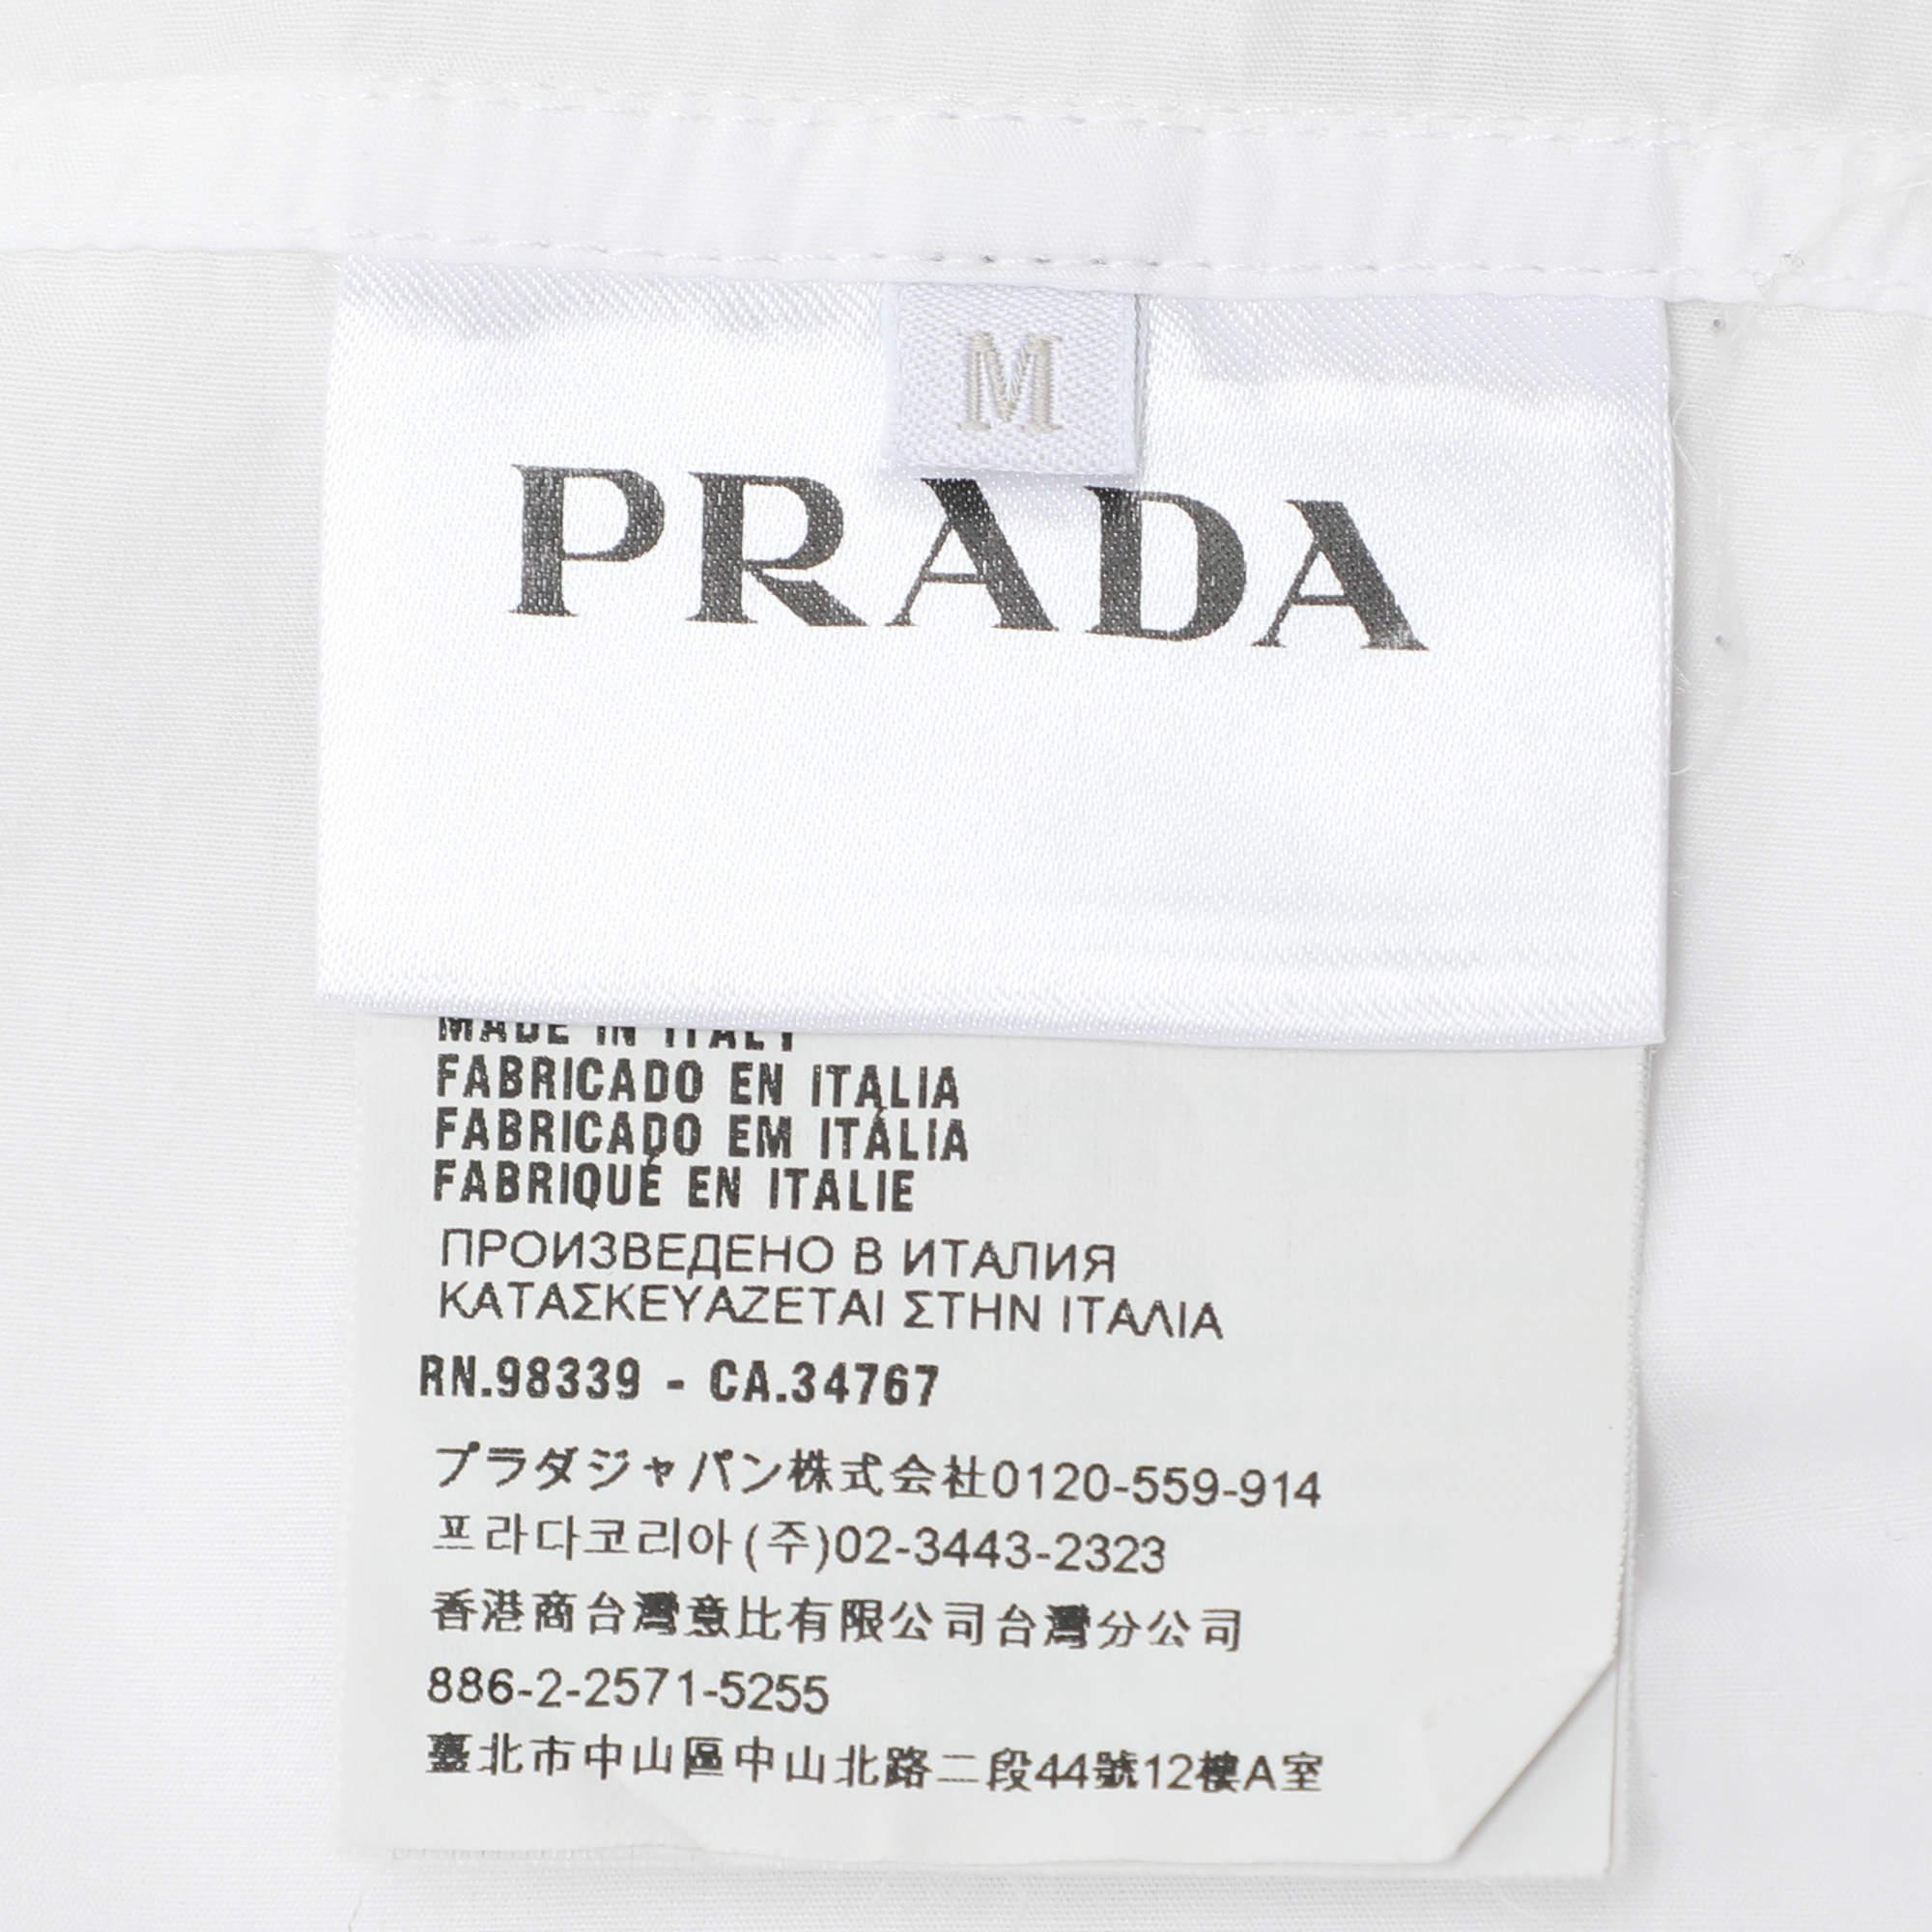 M
PRADA
MADE IN ITALY
FABRICADO EN ITALIA
FABRICADO EM ITÁLIA
FABRIQUÉ EN ITALIE
ПРОИЗВЕДЕНО В ИТАЛИЯ
ΚΑΤΑΣΚΕΥΑΖΕΤΑΙ ΣΤΗΝ ΙΤΑΛΙΑ
RN.98339 - CA.34767
プラダジャパン株式会社0120-559-914
프라다코리아(주)02-3443-2323
香港商台灣意比有限公司台灣分公司
886-2-2571-5255
臺北市中山區中山北路二段44號12樓A室